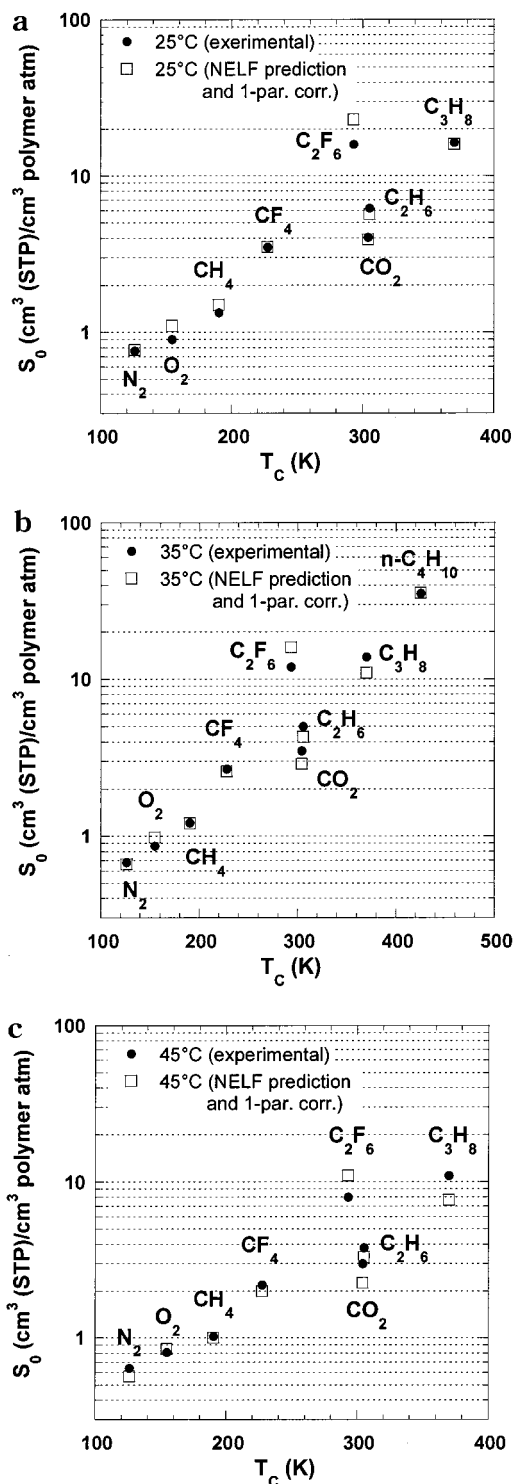 a
100
● 25°C (exerimental)
□ 25°C (NELF prediction
and 1-par. corr.)
C₃H₈
C₂F₆
10
C₂H₆
CF₄
CO₂
CH₄
1
O₂
N₂
S₀ (cm³ (STP)/cm³ polymer atm)
100 200 300 400
T_C (K)
b
100
● 35°C (experimental)
□ 35°C (NELF prediction
and 1-par. corr.)
n-C₄H₁₀
C₂F₆
C₃H₈
10
C₂H₆
CF₄
CO₂
O₂
1
CH₄
N₂
S₀ (cm³ (STP)/cm³ polymer atm)
100 200 300 400 500
T_C (K)
c
100
● 45°C (experimental)
□ 45°C (NELF prediction
and 1-par. corr.)
C₂F₆ C₃H₈
10
C₂H₆
CF₄
CO₂
CH₄
O₂
N₂
1
S₀ (cm³ (STP)/cm³ polymer atm)
100 200 300 400
T_C (K)